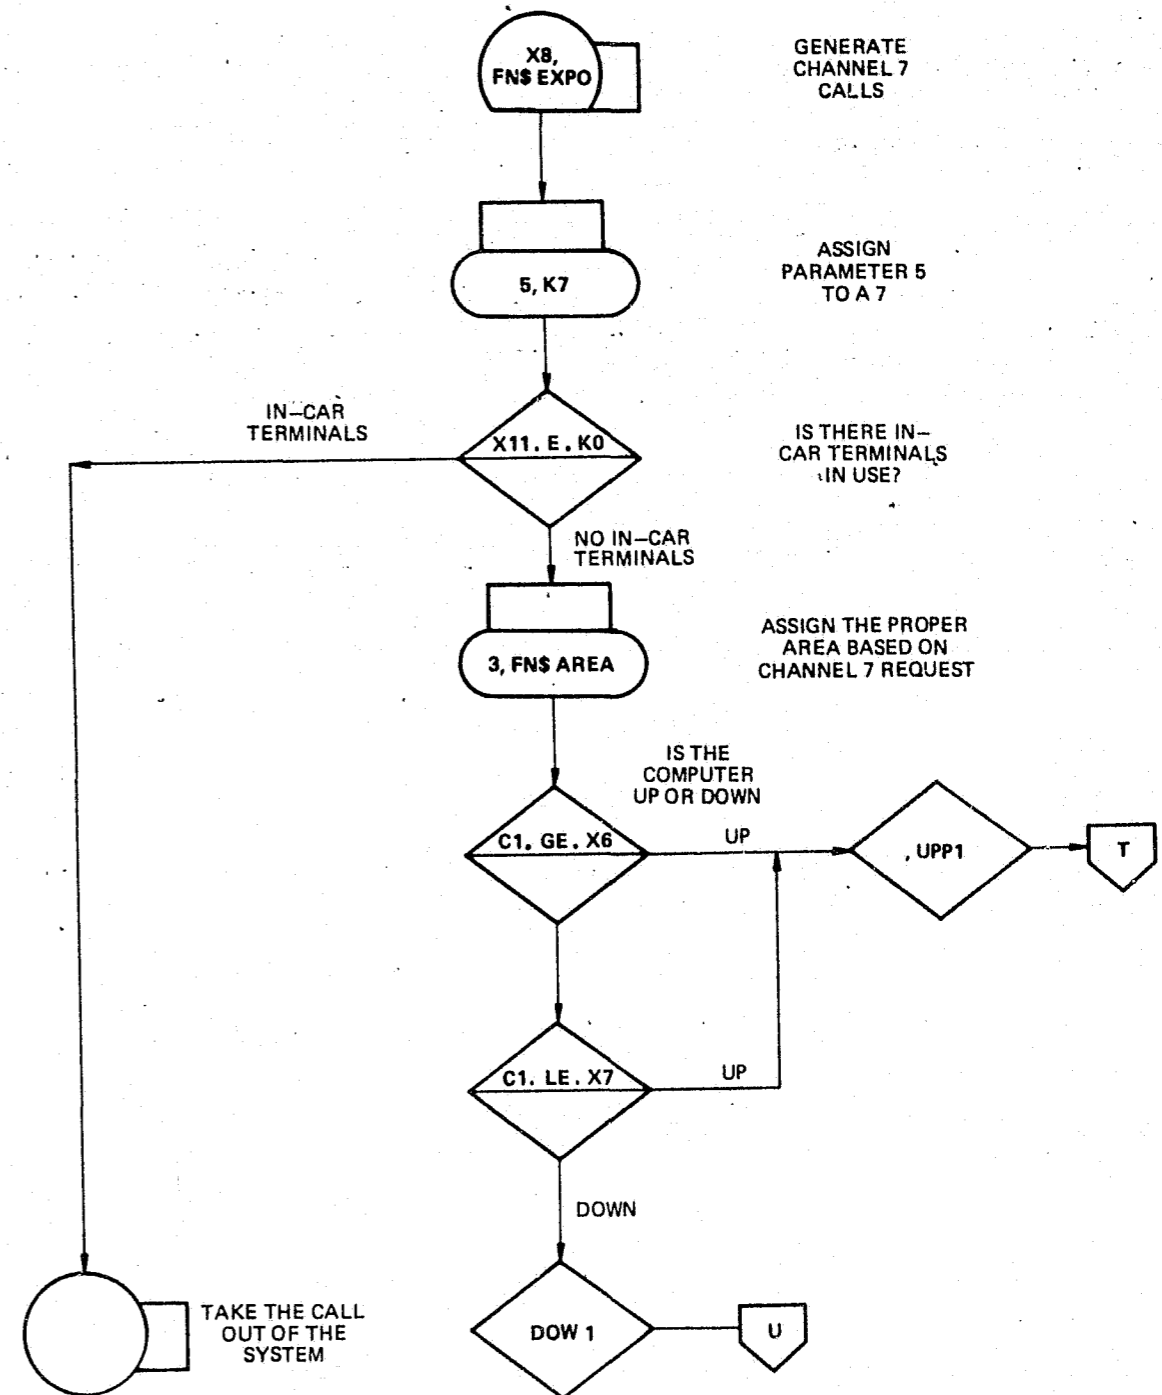 X8,
FN$ EXPO
GENERATE
CHANNEL 7
CALLS
5, K7
ASSIGN
PARAMETER 5
TO A 7
IN-CAR
TERMINALS
X11. E. K0
IS THERE IN-
CAR TERMINALS
IN USE?
NO IN-CAR
TERMINALS
3, FN$ AREA
ASSIGN THE PROPER
AREA BASED ON
CHANNEL 7 REQUEST
IS THE
COMPUTER
UP OR DOWN
C1. GE. X6
UP
, UPP1
T
C1. LE. X7
UP
DOWN
DOW 1
U
TAKE THE CALL
OUT OF THE
SYSTEM